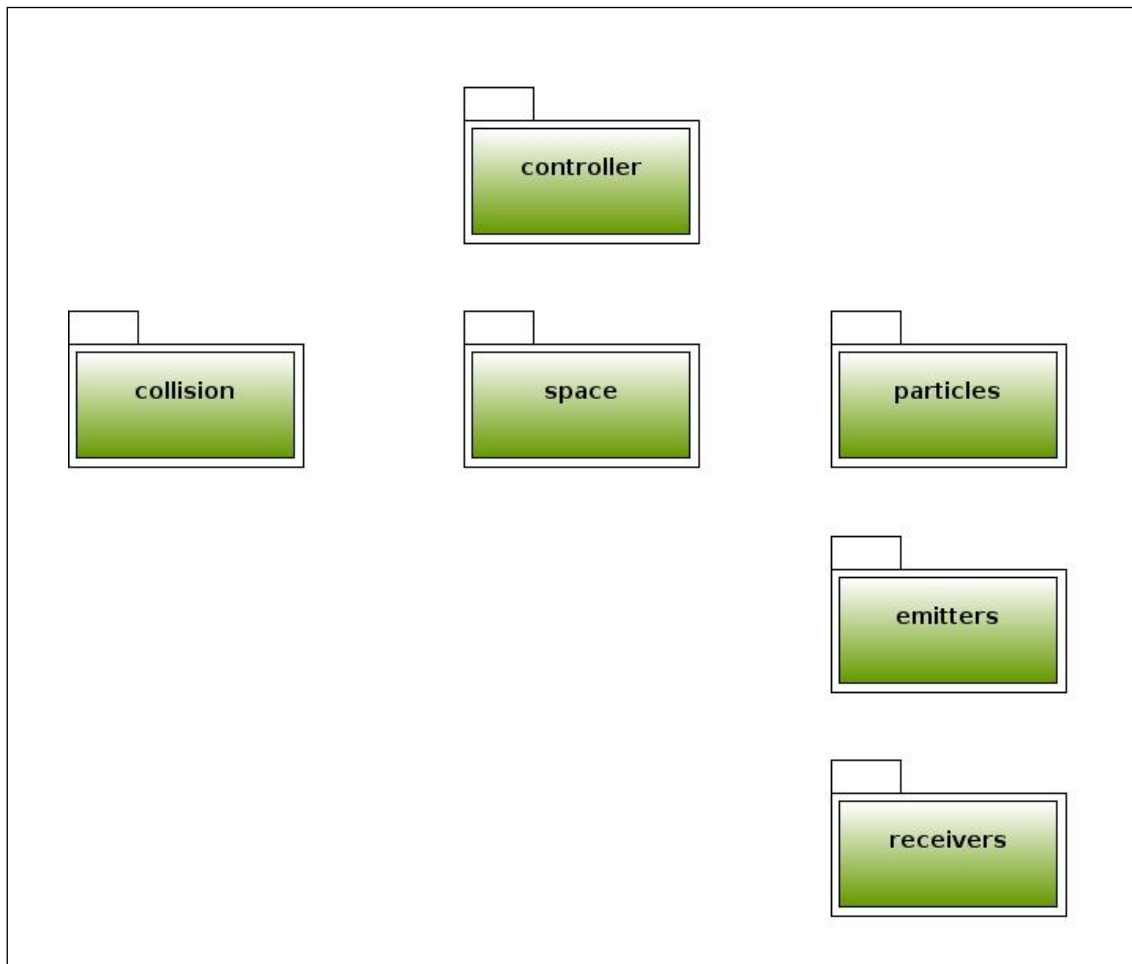 controller
collision
space
particles
emitters
receivers